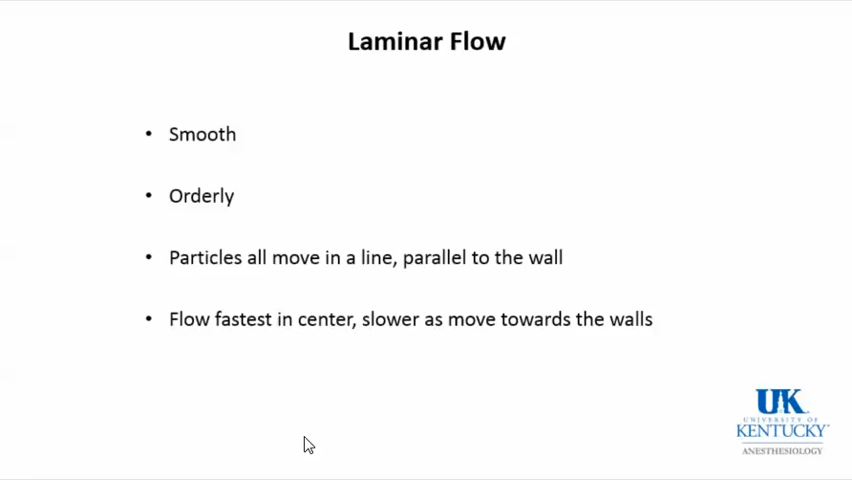 Laminar Flow
• Smooth
• Orderly
• Particles all move in a line, parallel to the wall
• Flow fastest in center, slower as move towards the walls
UK
UNIVERSITY OF
KENTUCKY
ANESTHESIOLOGY